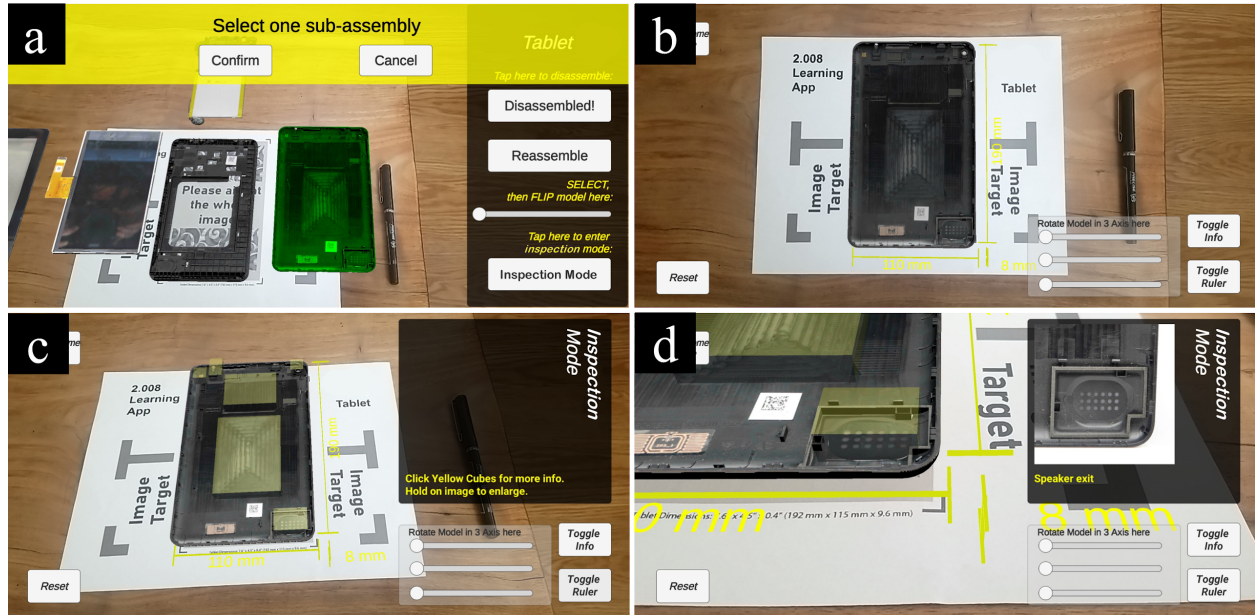 a
Select one sub-assembly
Confirm
Cancel
Tablet
Tap here to disassemble:
Disassembled!
Reassemble
SELECT,
then FLIP model here:
Tap here to enter
inspection mode:
Inspection Mode
Please
the
image
b
2.008
Learning
App
Tablet
Image
Target
Image
Target
190 mm
110 mm
8 mm
Rotate Model in 3 Axis here
Toggle
Info
Toggle
Ruler
Reset
c
2.008
Learning
App
Tablet
Image
Target
Image
Target
190 mm
110 mm
8 mm
Inspection
Mode
Click Yellow Cubes for more info.
Hold on image to enlarge.
Rotate Model in 3 Axis here
Toggle
Info
Toggle
Ruler
Reset
d
Target
(192 mm x 115 mm x 9.6 mm)
0 mm
8 mm
Inspection
Mode
Speaker exit
Rotate Model in 3 Axis here
Toggle
Info
Toggle
Ruler
Reset